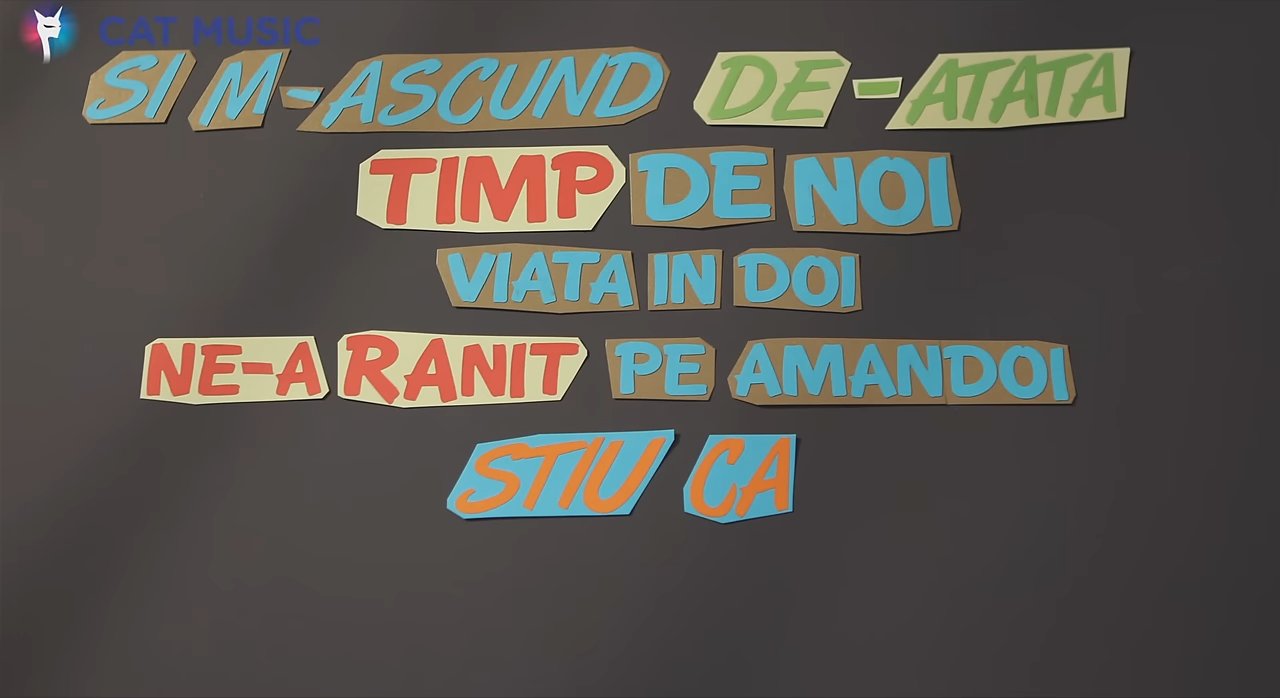 CAT MUSIC
SI M-ASCUND DE-ATATA
TIMP DE NOI
VIATA IN DOI
NE-A RANIT PE AMANDOI
STIU CA